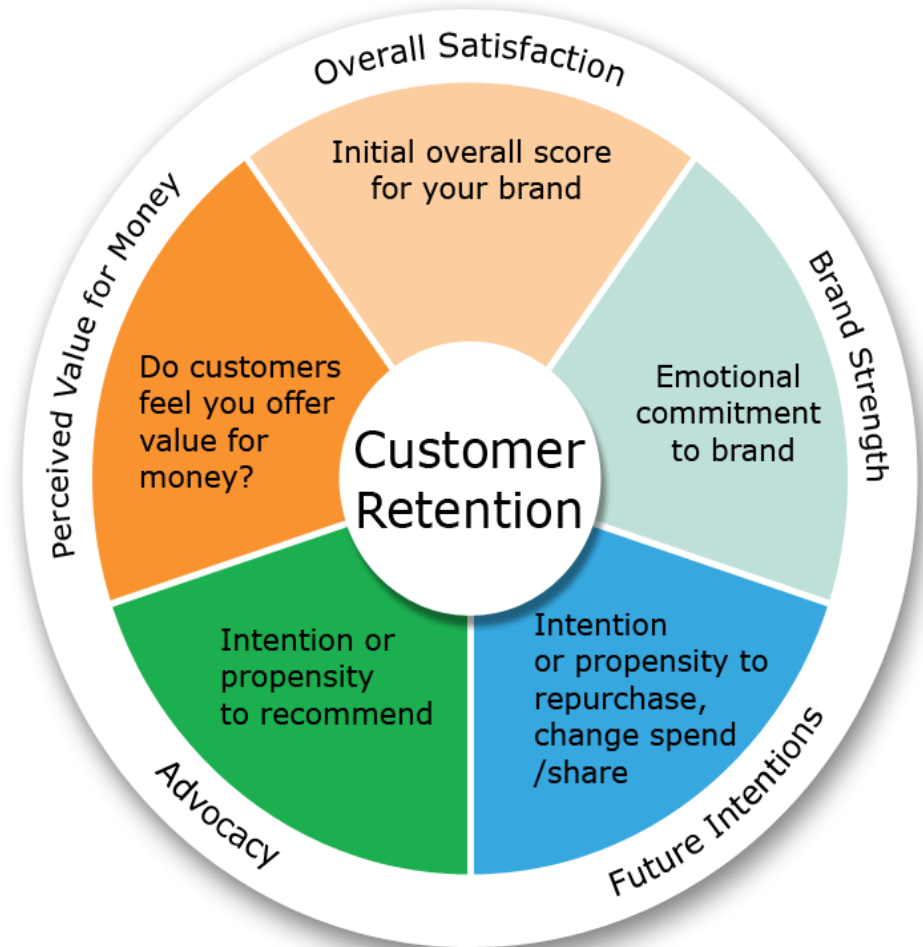 Overall Satisfaction
Initial overall score
for your brand
Brand Strength
Emotional
commitment
to brand
Future Intentions
Intention
or propensity to
repurchase,
change spend
/share
Advocacy
Intention or
propensity
to recommend
Perceived Value for Money
Do customers
feel you offer
value for
money?
Customer
Retention